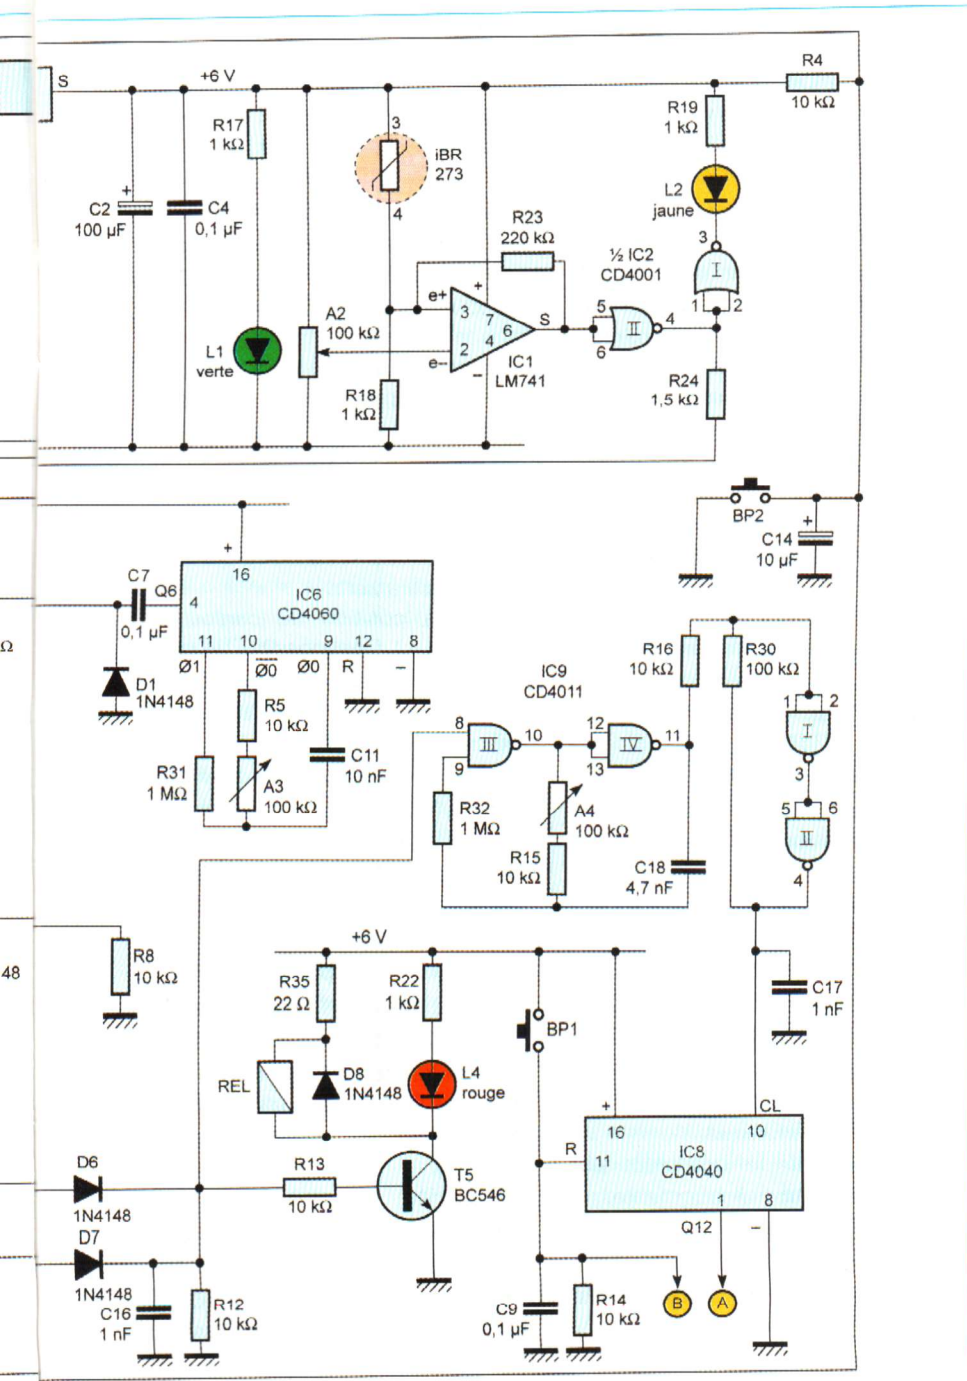 S
+6 V
R4
10 kΩ
R17
1 kΩ
R19
1 kΩ
3
iBR
273
4
+
C2
100 µF
C4
0,1 µF
L2
jaune
R23
220 kΩ
½ IC2
CD4001
3
I
1 2
e+
3
+
7
6
S
5
6
II
4
A2
100 kΩ
L1
verte
2
4
e−
−
IC1
LM741
R18
1 kΩ
R24
1,5 kΩ
BP2
+
C14
10 µF
+
16
C7
Q6
4
0,1 µF
IC6
CD4060
11 10 9 12 8
Ø1 Ø0 Ø0 R −
Ω
D1
1N4148
R5
10 kΩ
C11
10 nF
R31
1 MΩ
A3
100 kΩ
IC9
CD4011
R16
10 kΩ
R30
100 kΩ
1 2
I
3
5 6
II
4
8
9
III
10
12
13
IV
11
R32
1 MΩ
A4
100 kΩ
R15
10 kΩ
C18
4,7 nF
48
R8
10 kΩ
+6 V
R35
22 Ω
R22
1 kΩ
C17
1 nF
BP1
REL
D8
1N4148
L4
rouge
+
16
CL
10
R
11
IC8
CD4040
1
8
Q12
−
D6
1N4148
R13
10 kΩ
T5
BC546
D7
1N4148
C16
1 nF
R12
10 kΩ
C9
0,1 µF
R14
10 kΩ
B
A